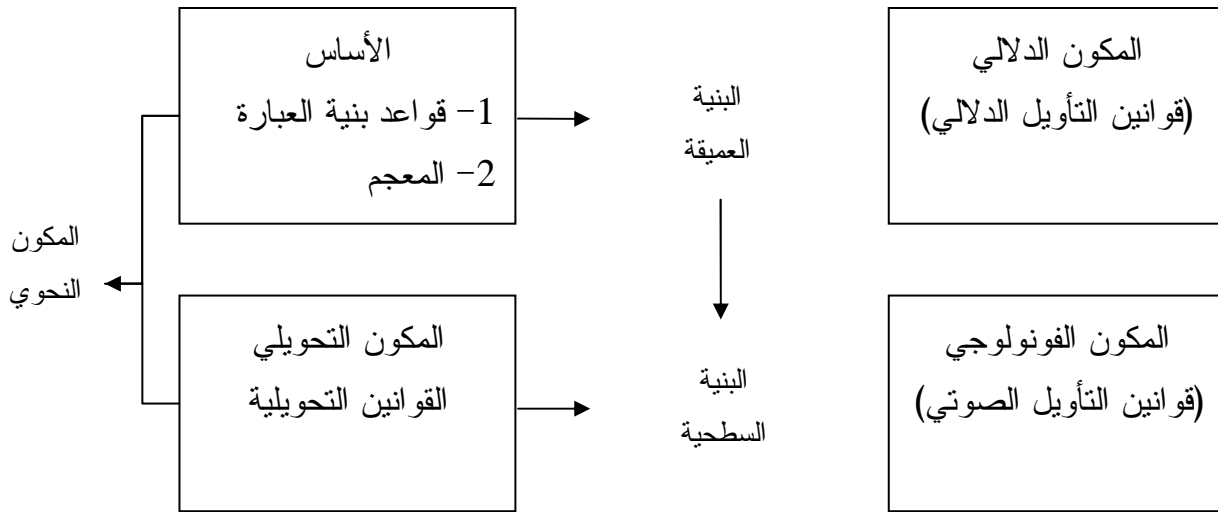 الأساس
1- قواعد بنية العبارة
2- المعجم
البنية
العميقة
المكون الدلالي
(قوانين التأويل الدلالي)
المكون
النحوي
المكون التحويلي
القوانين التحويلية
البنية
السطحية
المكون الفونولوجي
(قوانين التأويل الصوتي)